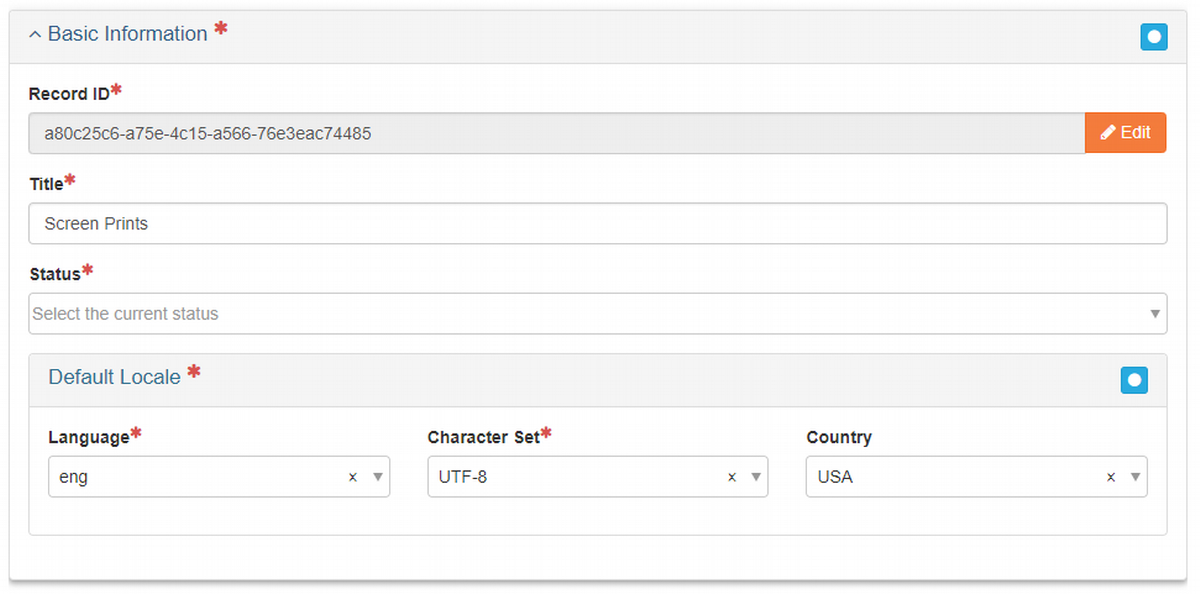 Basic Information *
Record ID*
a80c25c6-a75e-4c15-a566-76e3eac74485 Edit
Title*
Screen Prints
Status*
Select the current status
Default Locale *
Language* Character Set* Country
eng x UTF-8 x USA x